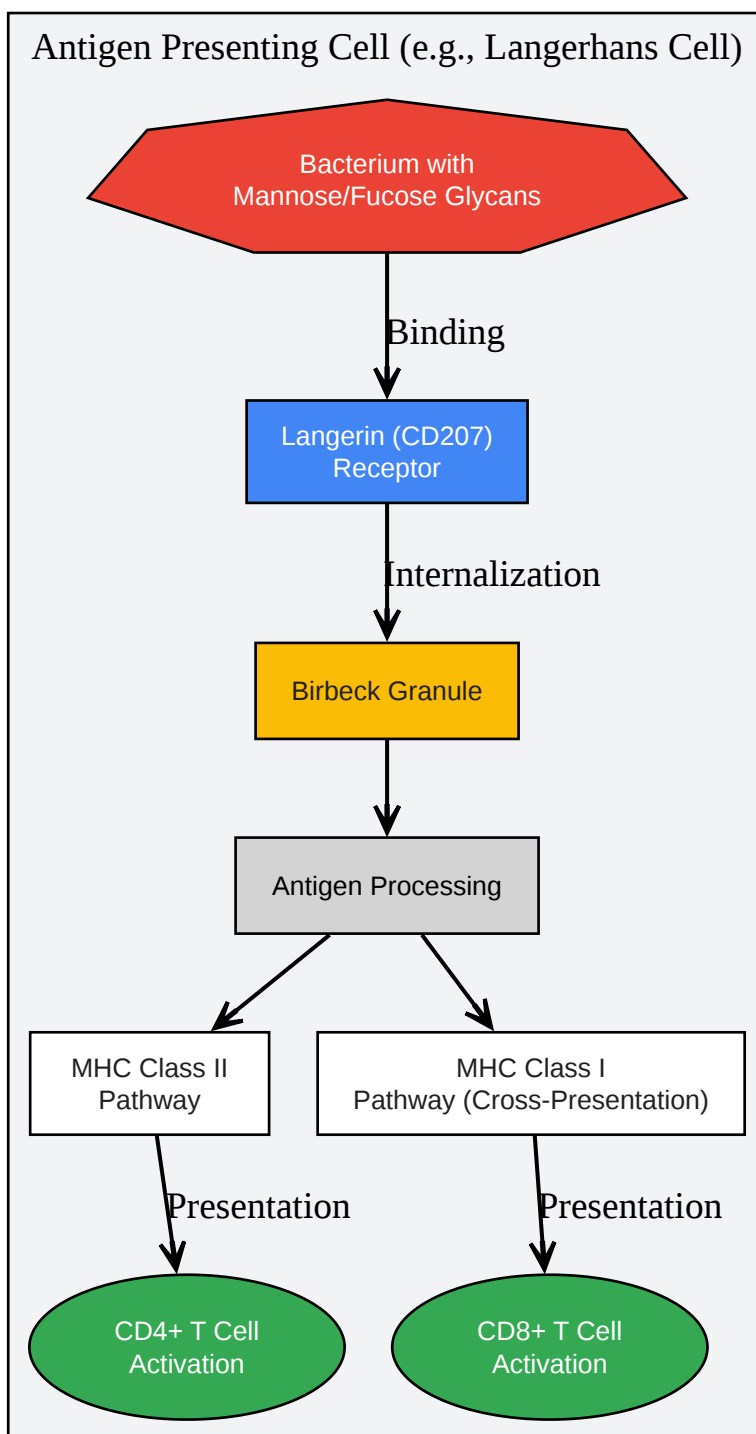 Antigen Presenting Cell (e.g., Langerhans Cell)
Bacterium with
Mannose/Fucose Glycans
Binding
Langerin (CD207)
Receptor
Internalization
Birbeck Granule
Antigen Processing
MHC Class II
Pathway
MHC Class I
Pathway (Cross-Presentation)
Presentation
Presentation
CD4+ T Cell
Activation
CD8+ T Cell
Activation